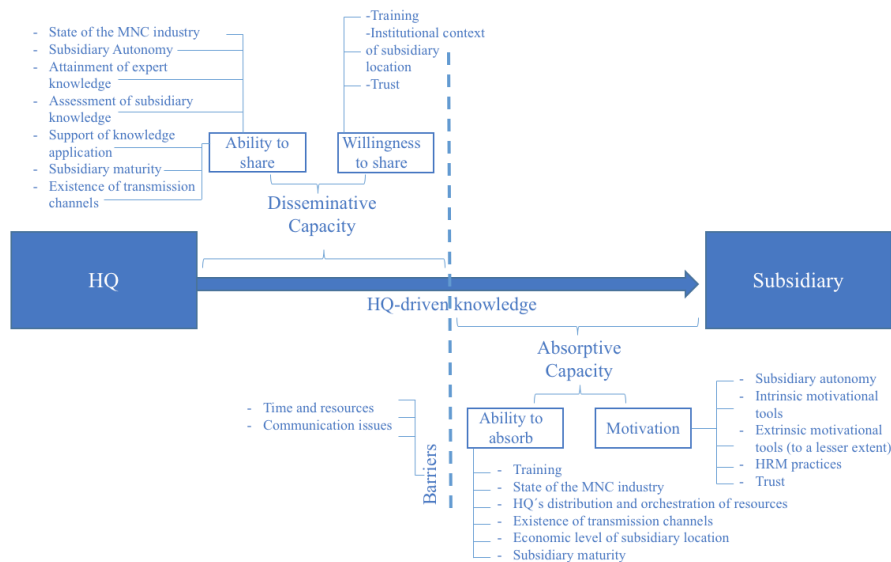 - State of the MNC industry
- Subsidiary Autonomy
- Attainment of expert
knowledge
- Assessment of subsidiary
knowledge
- Support of knowledge
application
- Subsidiary maturity
- Existence of transmission
channels
-Training
-Institutional context
of subsidiary
location
-Trust
Ability to
share
Willingness
to share
Disseminative
Capacity
HQ
Subsidiary
HQ-driven knowledge
Absorptive
Capacity
- Time and resources
- Communication issues
Barriers
Ability to
absorb
Motivation
- Subsidiary autonomy
- Intrinsic motivational
tools
- Extrinsic motivational
tools (to a lesser extent)
- HRM practices
- Trust
- Training
- State of the MNC industry
- HQ´s distribution and orchestration of resources
- Existence of transmission channels
- Economic level of subsidiary location
- Subsidiary maturity